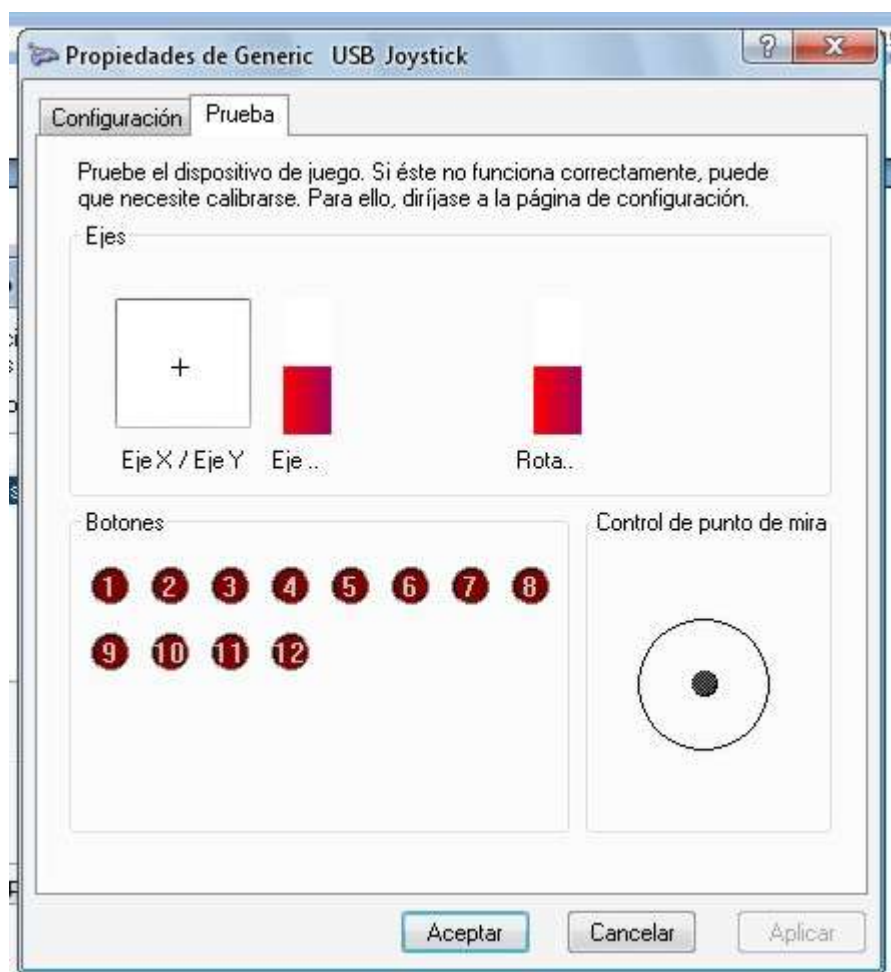 Propiedades de Generic USB Joystick
Configuración Prueba
Pruebe el dispositivo de juego. Si éste no funciona correctamente, puede
que necesite calibrarse. Para ello, diríjase a la página de configuración.
Ejes
Eje X / Eje Y Eje .. Rota..
Botones
1 2 3 4 5 6 7 8
9 10 11 12
Control de punto de mira
Aceptar Cancelar Aplicar